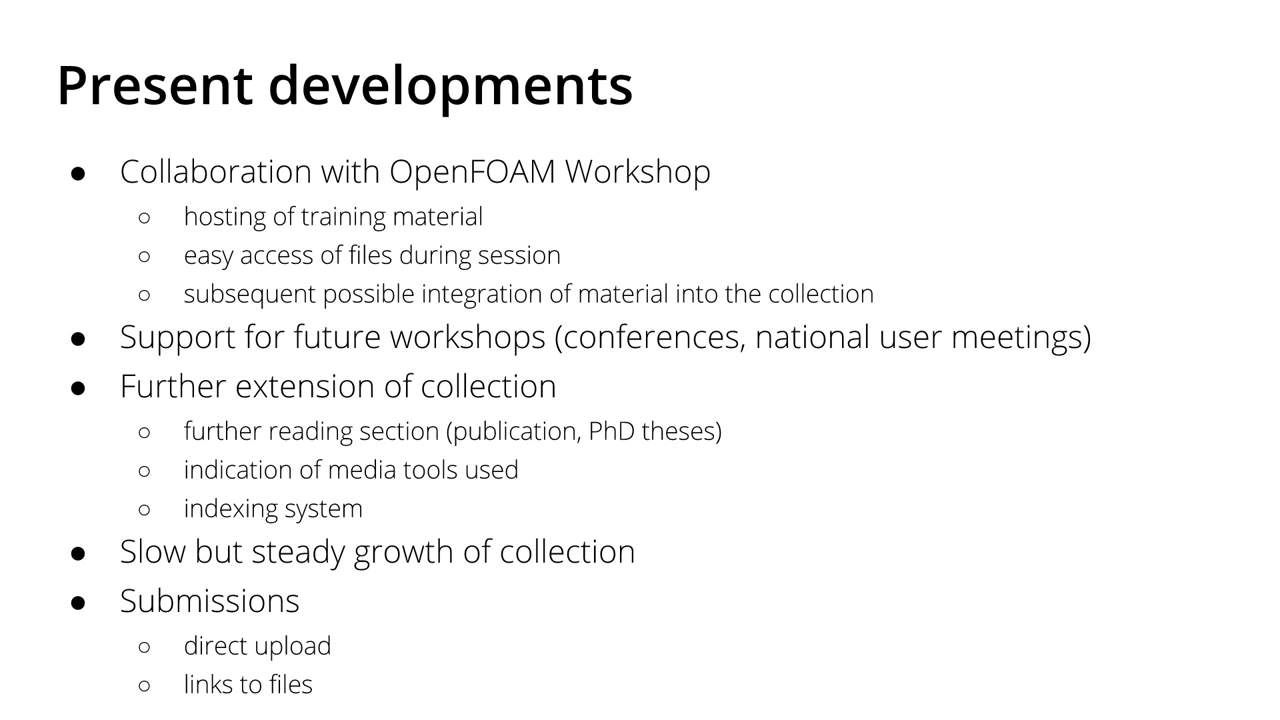 Present developments
● Collaboration with OpenFOAM Workshop
○ hosting of training material
○ easy access of files during session
○ subsequent possible integration of material into the collection
● Support for future workshops (conferences, national user meetings)
● Further extension of collection
○ further reading section (publication, PhD theses)
○ indication of media tools used
○ indexing system
● Slow but steady growth of collection
● Submissions
○ direct upload
○ links to files